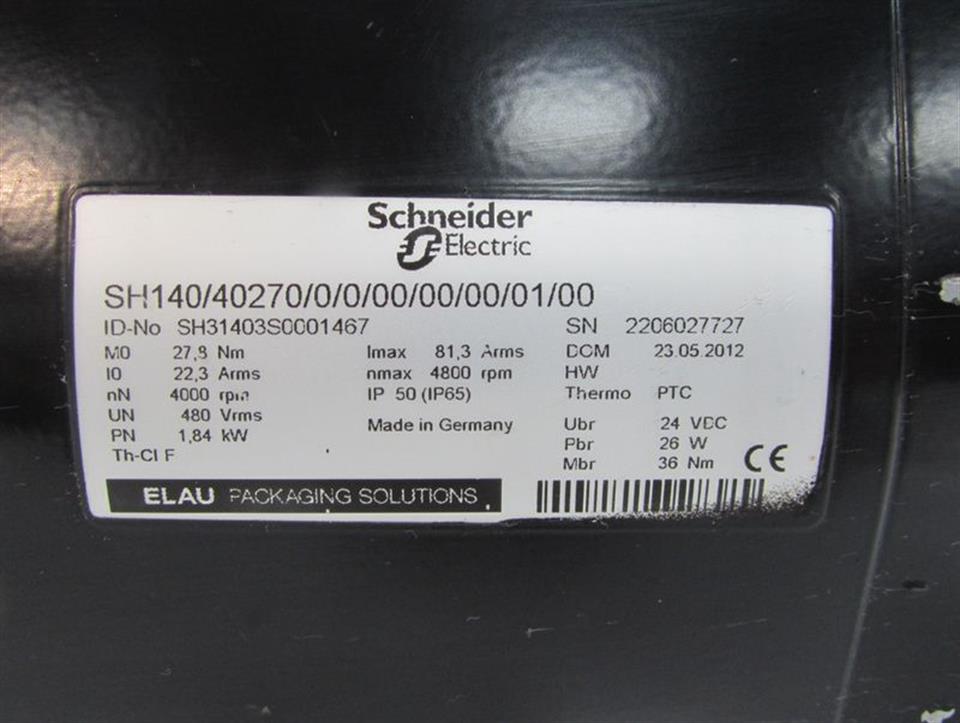 Schneider
Electric
SH140/40270/0/0/00/00/00/01/00
ID-No SH31403S0001467 SN 2206027727
M0 27,8 Nm Imax 81,3 Arms DOM 23.05.2012
I0 22,3 Arms nmax 4800 rpm HW
nN 4000 rpm IP 50 (IP65) Thermo PTC
UN 480 Vrms Made in Germany Ubr 24 VDC
PN 1,84 kW Pbr 26 W
Th-Cl F Mbr 36 Nm CE
ELAU PACKAGING SOLUTIONS